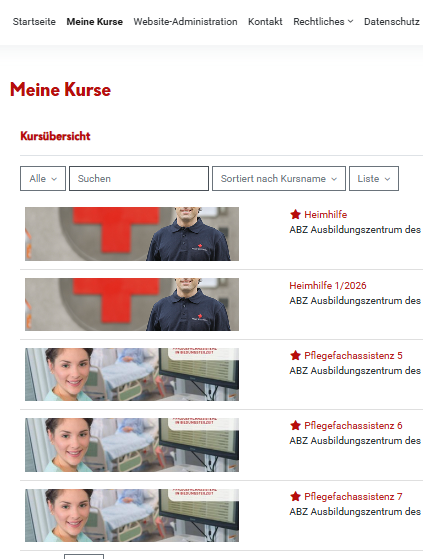 Startseite Meine Kurse Website-Administration Kontakt Rechtliches Datenschutz
Meine Kurse
Kursübersicht
Alle Suchen Sortiert nach Kursname Liste
Heimhilfe
ABZ Ausbildungszentrum des
Heimhilfe 1/2026
ABZ Ausbildungszentrum des
Pflegefachassistenz 5
ABZ Ausbildungszentrum des
Pflegefachassistenz 6
ABZ Ausbildungszentrum des
Pflegefachassistenz 7
ABZ Ausbildungszentrum des